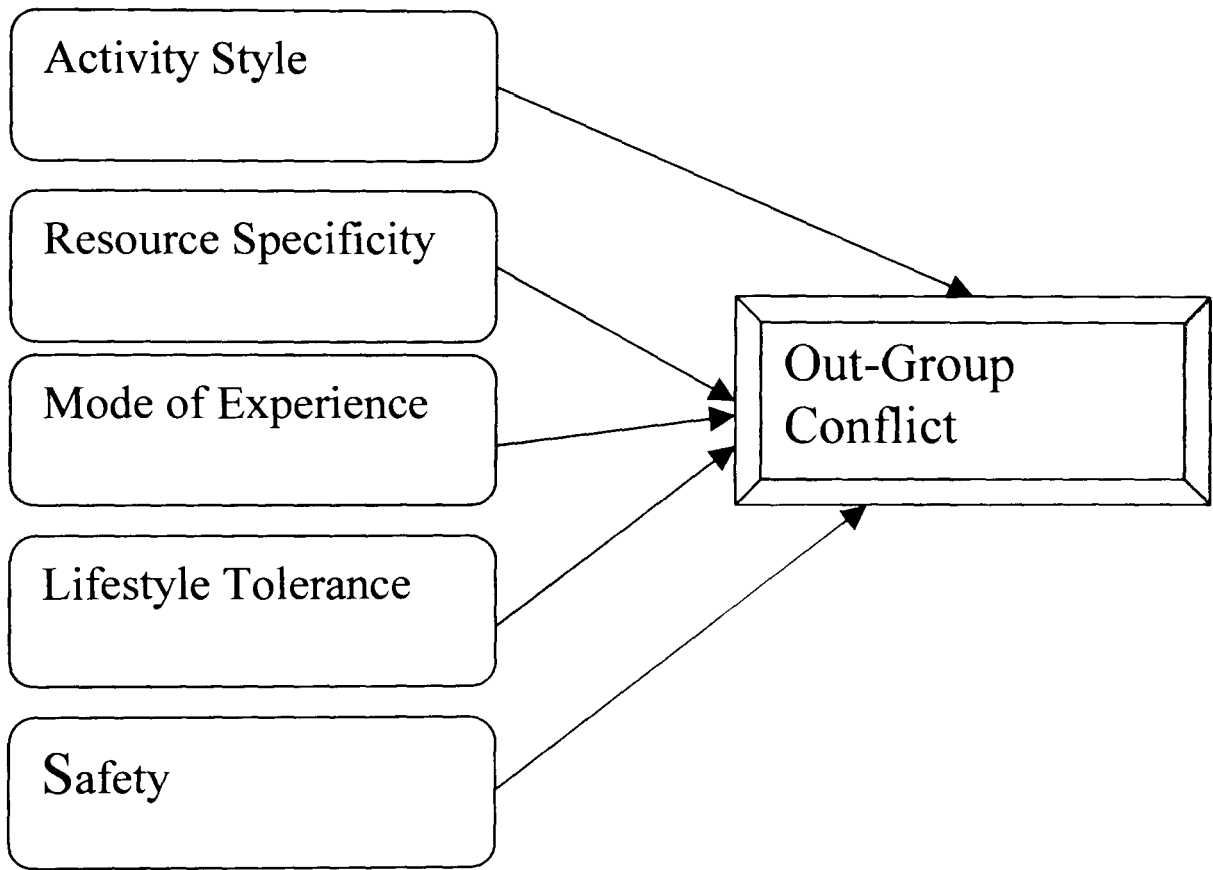 Activity Style
Resource Specificity
Mode of Experience
Lifestyle Tolerance
Safety
Out-Group
Conflict